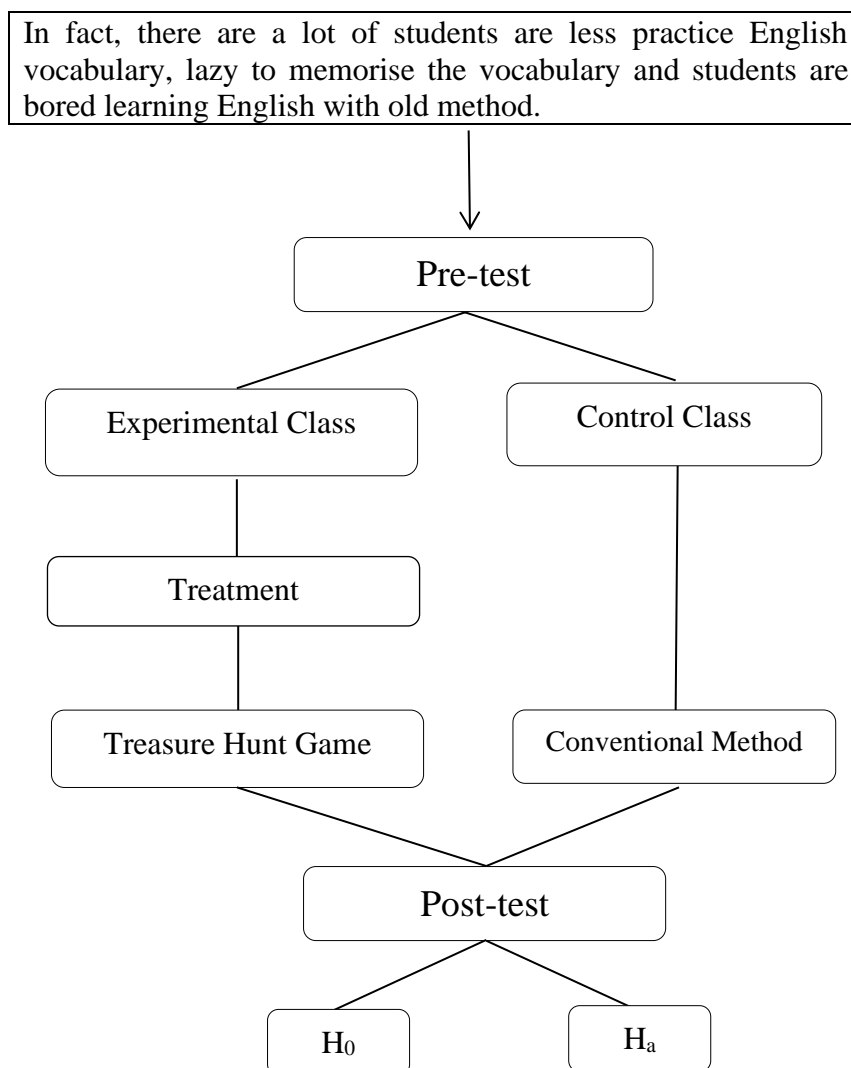 In fact, there are a lot of students are less practice English
vocabulary, lazy to memorise the vocabulary and students are
bored learning English with old method.
Pre-test
Experimental Class
Control Class
Treatment
Treasure Hunt Game
Conventional Method
Post-test
H0
Ha